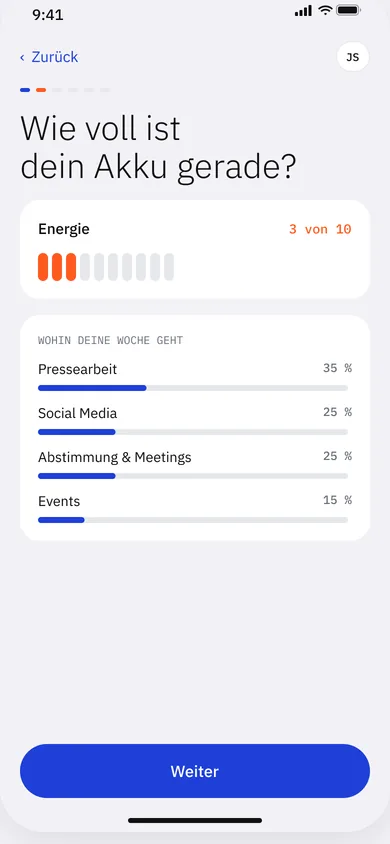 9:41
‹ Zurück
JS
Wie voll ist
dein Akku gerade?
Energie
3 von 10
WOHIN DEINE WOCHE GEHT
Pressearbeit
35 %
Social Media
25 %
Abstimmung & Meetings
25 %
Events
15 %
Weiter